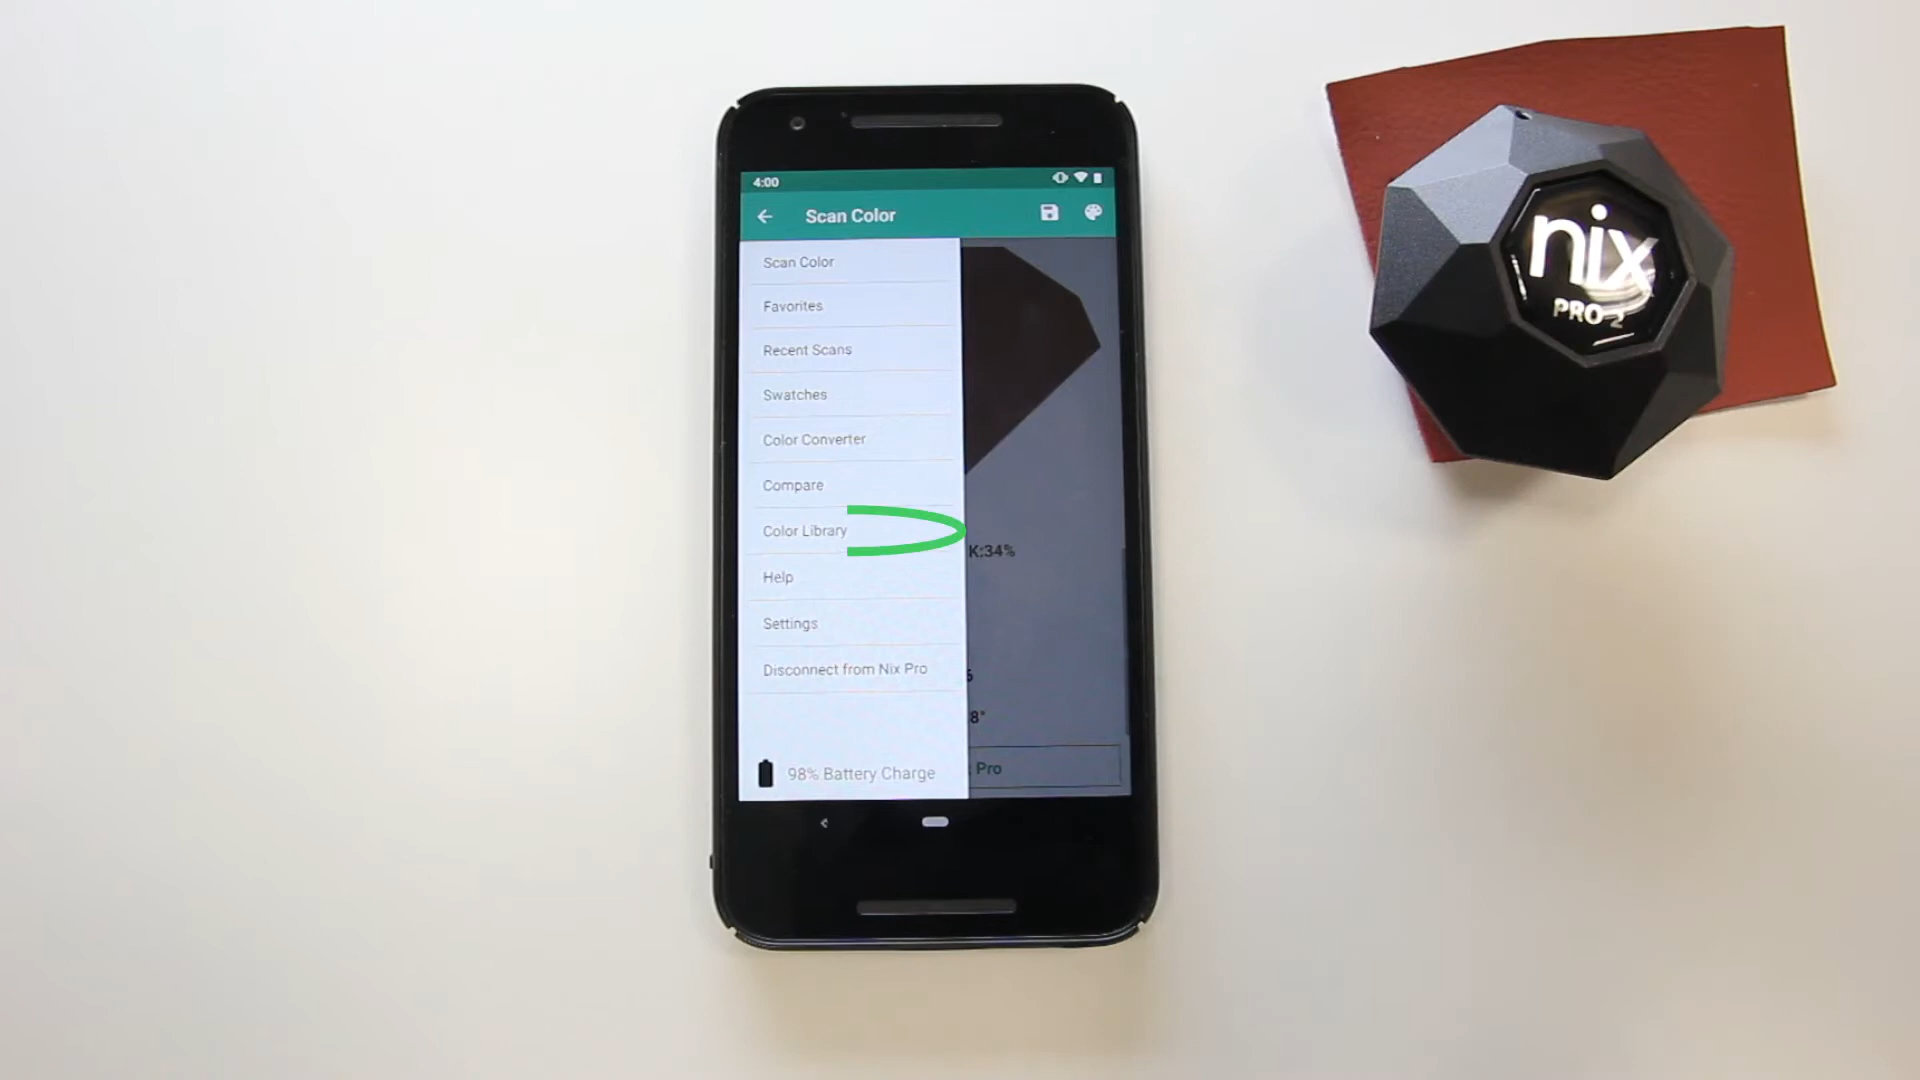 4:00
Scan Color
Scan Color
Favorites
Recent Scans
Swatches
Color Converter
Compare
Color Library
Help
Settings
Disconnect from Nix Pro
98% Battery Charge
K:34%
8°
Pro
nix
PRO 2